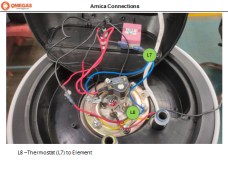 OMEGAS
Amica Connections
L7
L8
L8 –Thermostat (L7) to Element